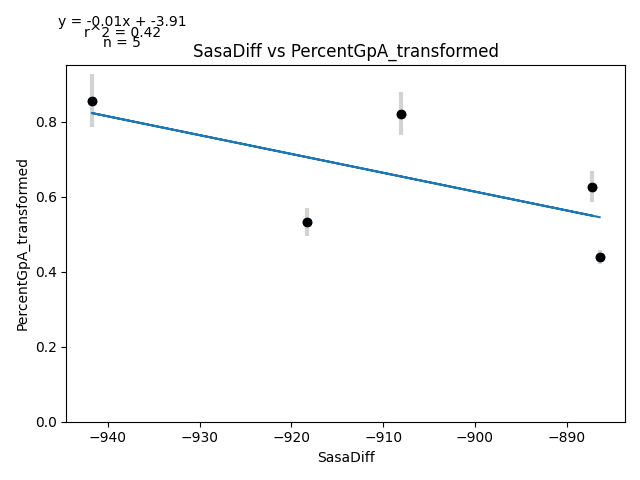 y = -0.01x + -3.91
r^2 = 0.42
n = 5
SasaDiff vs PercentGpA_transformed
PercentGpA_transformed
0.8
0.6
0.4
0.2
0.0
−940
−930
−920
−910
−900
−890
SasaDiff